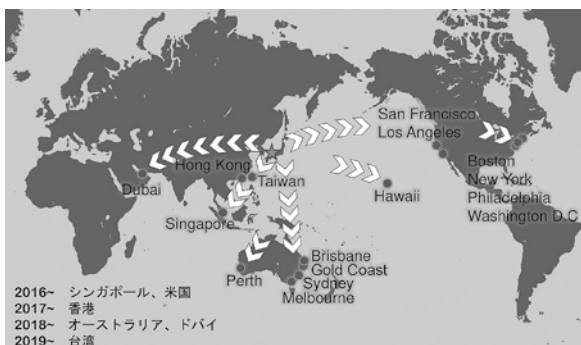 San Francisco
Los Angeles
Hong Kong
Taiwan
Dubai
Boston
New York
Philadelphia
Washington D.C
Hawaii
Singapore
Brisbane
Gold Coast
Sydney
Melbourne
Perth
2016~ シンガポール、米国
2017~ 香港
2018~ オーストラリア、ドバイ
2019~ 台湾